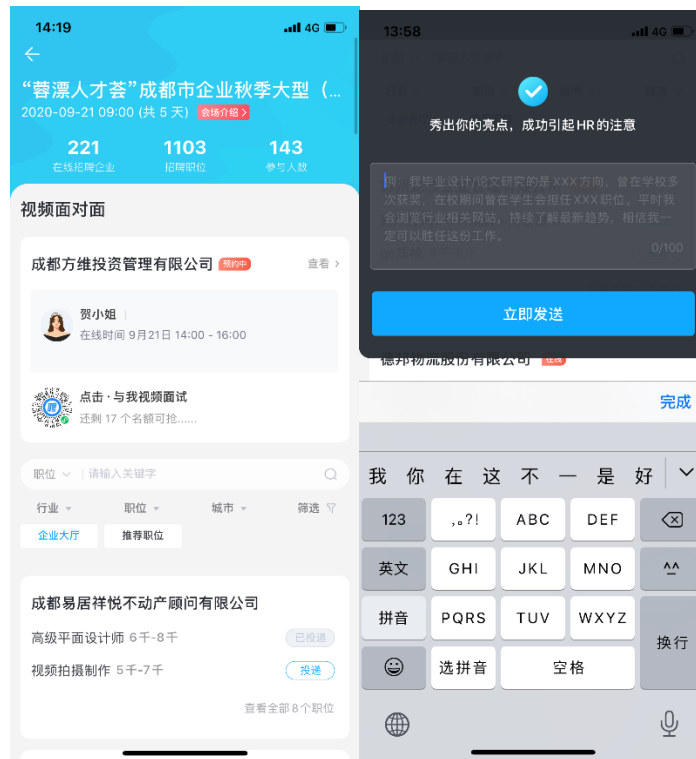 14:19
4G
“蓉漂人才荟”成都市企业秋季大型（...
2020-09-21 09:00 (共 5 天) 会场介绍 >
221 1103 143
在线招聘企业 招聘职位 参与人数
视频面对面
成都方维投资管理有限公司 预约中 查看 >
贺小姐
在线时间 9月21日 14:00 - 16:00
聘
点击 · 与我视频面试
还剩 17 个名额可抢......
职位 请输入关键字
行业 职位 城市 筛选
企业大厅 推荐职位
成都易居祥悦不动产顾问有限公司
高级平面设计师 6千-8千 已投递
视频拍摄制作 5千-7千 投递
查看全部8个职位
13:58
4G
秀出你的亮点，成功引起HR的注意
例：我毕业设计/论文研究的是XXX方向，曾在学校多
次获奖，在校期间曾在学生会担任XXX职位。平时我
会浏览行业相关网站，持续了解最新趋势，相信我一
定可以胜任这份工作。
0/100
立即发送
德邦物流股份有限公司 在线
完成
我 你 在 这 不 一 是 好
123 ,。?! ABC DEF
英文 GHI JKL MNO ^^
拼音 PQRS TUV WXYZ 换行
选拼音 空格